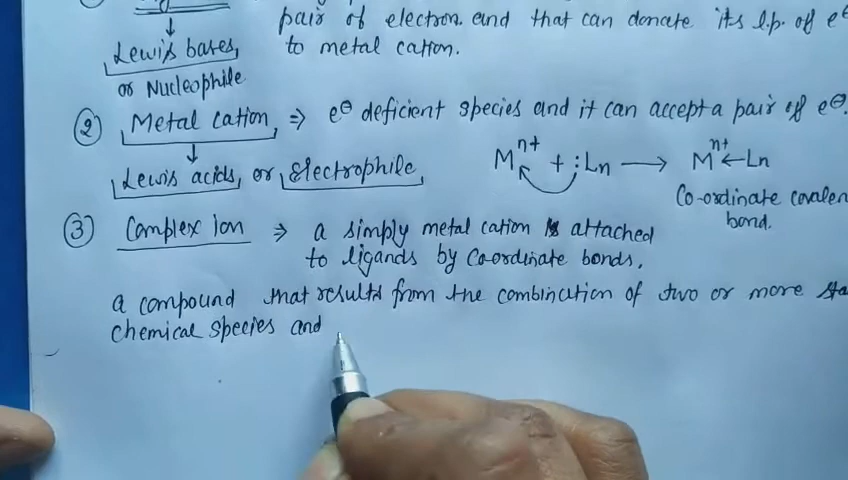 pair of electron and that can donate its l.p. of e⊖
Lewis bases, to metal cation.
or Nucleophile
② Metal cation ⇒ e⊖ deficient species and it can accept a pair of e⊖.
↓
Lewis acids, or Electrophile,
M^n+ + :Ln ⟶ M^n+ ←Ln
Co-ordinate covalen
bond.
③ Complex Ion ⇒ a simply metal cation is attached
to ligands by Co-ordinate bonds.
a compound that results from the combination of two or more sta
chemical species and